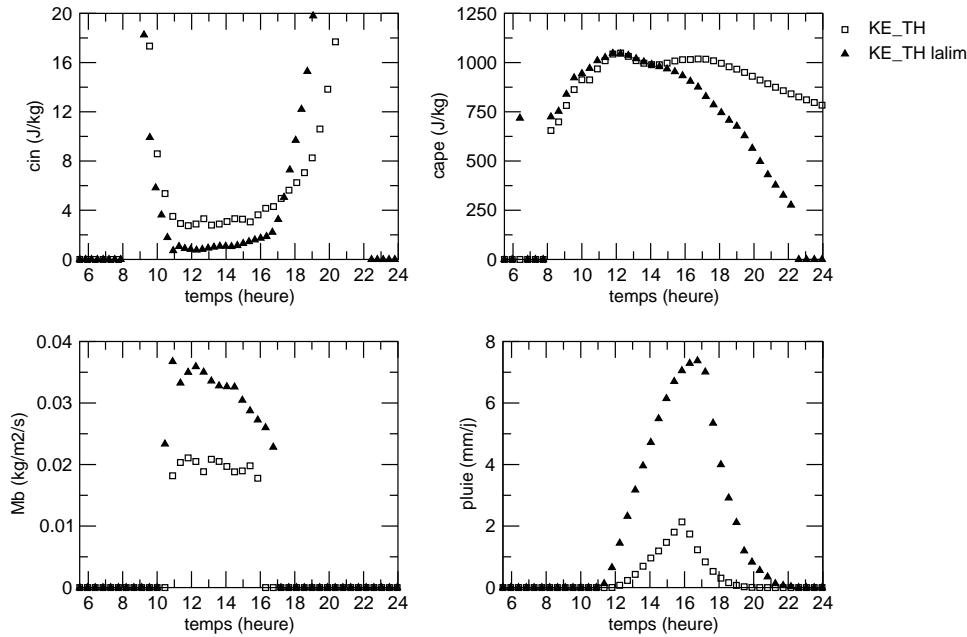 20
16
12
8
4
0
cin (J/kg)
6 8 10 12 14 16 18 20 22 24
temps (heure)
1250
1000
750
500
250
0
cape (J/kg)
6 8 10 12 14 16 18 20 22 24
temps (heure)
KE_TH
KE_TH lalim
0.04
0.03
0.02
0.01
0
Mb (kg/m2/s)
6 8 10 12 14 16 18 20 22 24
temps (heure)
8
6
4
2
0
pluie (mm/j)
6 8 10 12 14 16 18 20 22 24
temps (heure)